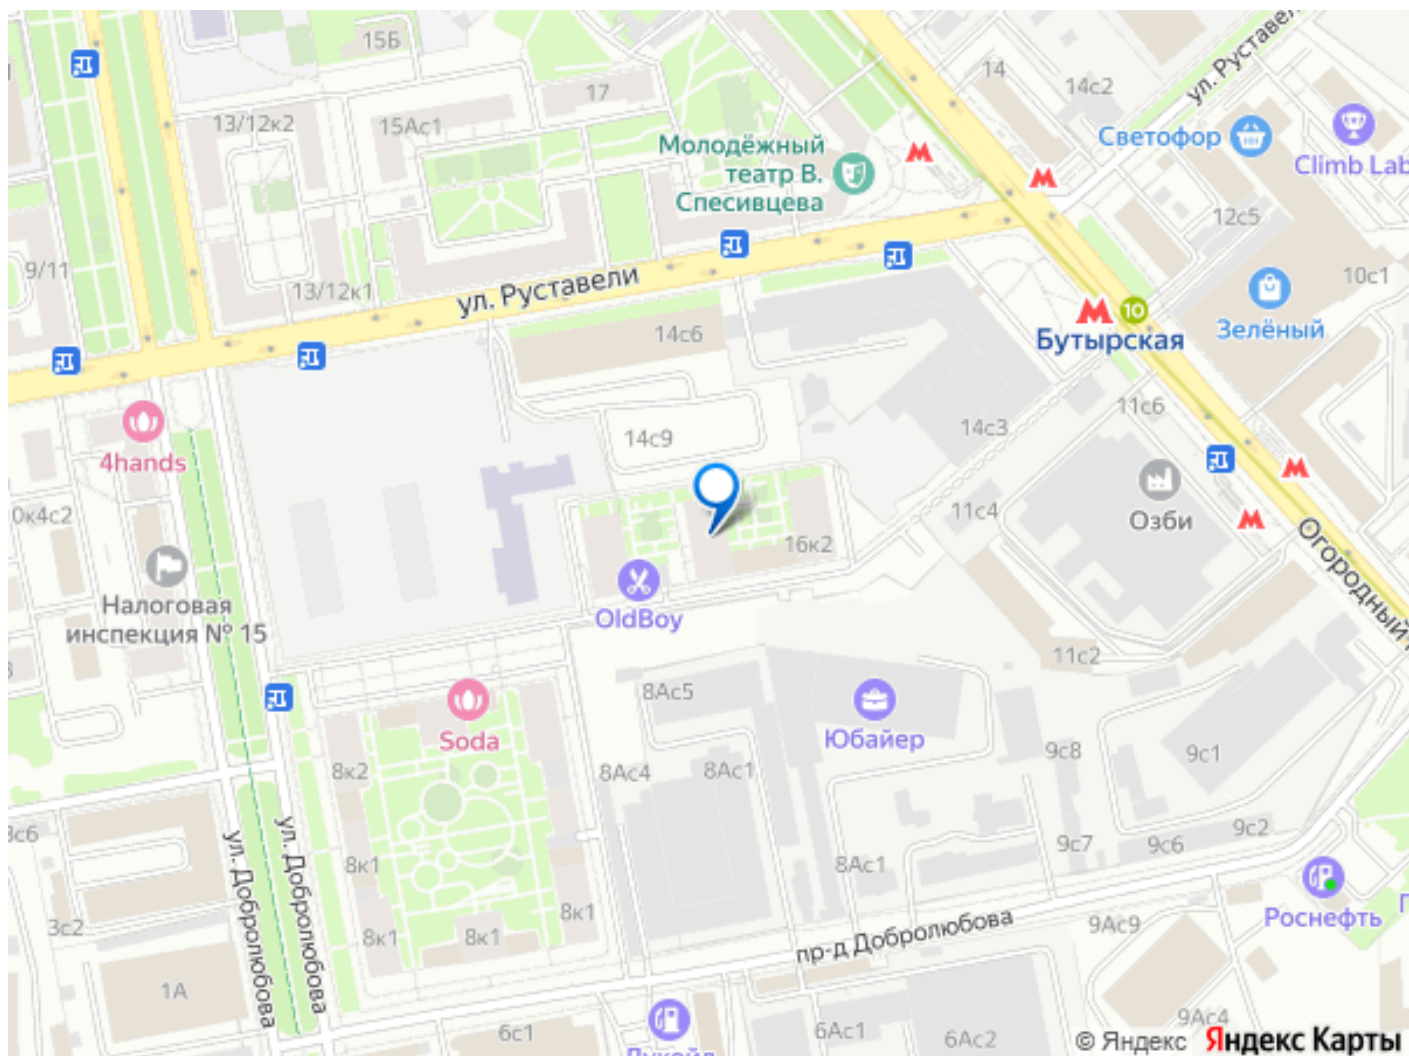 15Б
14
14с2
ул. Руставели
17
13/12к2
15Ас1
Светофор
Climb Lab
Молодёжный
театр В.
Спесивцева
12с5
9/11
13/12к1
ул. Руставели
10с1
10
Бутырская
Зелёный
14с6
11с6
14с9
14с3
4hands
11с4
Озби
Огородный
16к2
Налоговая
инспекция № 15
OldBoy
11с2
8Ас5
Soda
Юбайер
9с8
9с1
8к2
8Ас4
8Ас1
ул. Добролюбова
ул. Добролюбова
9с2
9с7
9с6
8к1
8Ас1
Роснефть
8к1
3с2
8к1
8к1
пр-д Добролюбова
9Ас9
1А
6с1
6Ас1
6Ас2
9Ас4
Лукойл
© Яндекс Яндекс Карты